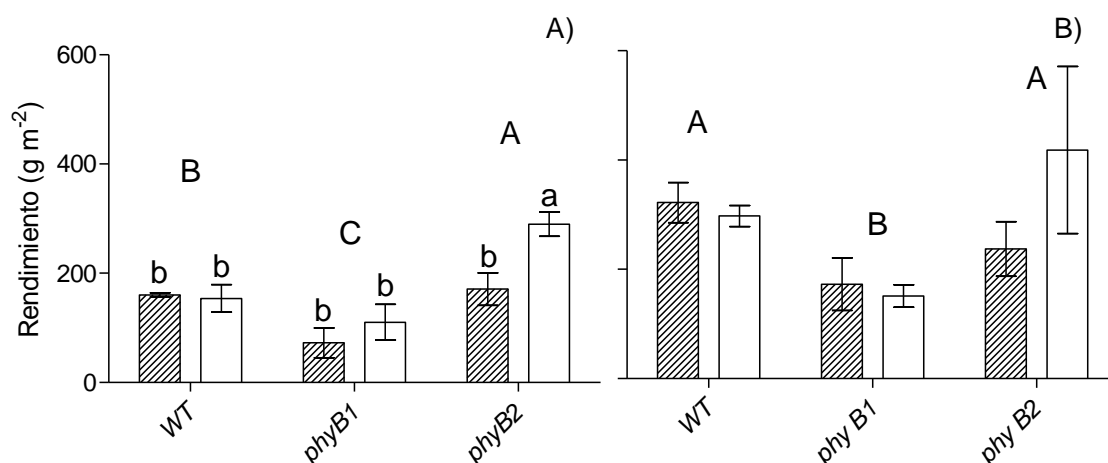 A)
B)
Rendimiento (g m-2)
600
400
200
0
B
C
A
b
b
b
b
b
a
WT
phyB1
phyB2
A
B
A
WT
phy B1
phy B2